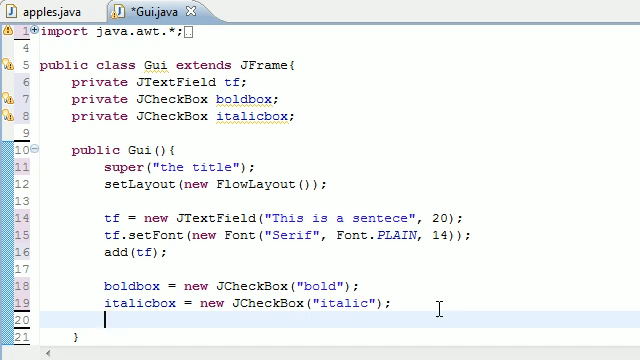 apples.java *Gui.java
1 import java.awt.*;
4
5 public class Gui extends JFrame{
6 private JTextField tf;
7 private JCheckBox boldbox;
8 private JCheckBox italicbox;
9
10 public Gui(){
11 super("the title");
12 setLayout(new FlowLayout());
13
14 tf = new JTextField("This is a sentece", 20);
15 tf.setFont(new Font("Serif", Font.PLAIN, 14));
16 add(tf);
17
18 boldbox = new JCheckBox("bold");
19 italicbox = new JCheckBox("italic");
20
21 }